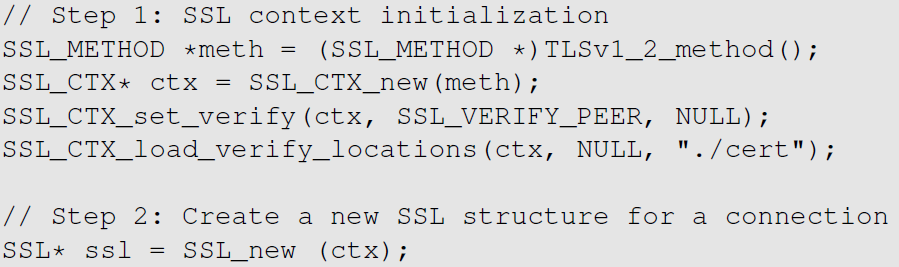 // Step 1: SSL context initialization
SSL_METHOD *meth = (SSL_METHOD *)TLSv1_2_method();
SSL_CTX* ctx = SSL_CTX_new(meth);
SSL_CTX_set_verify(ctx, SSL_VERIFY_PEER, NULL);
SSL_CTX_load_verify_locations(ctx, NULL, "./cert");

// Step 2: Create a new SSL structure for a connection
SSL* ssl = SSL_new (ctx);